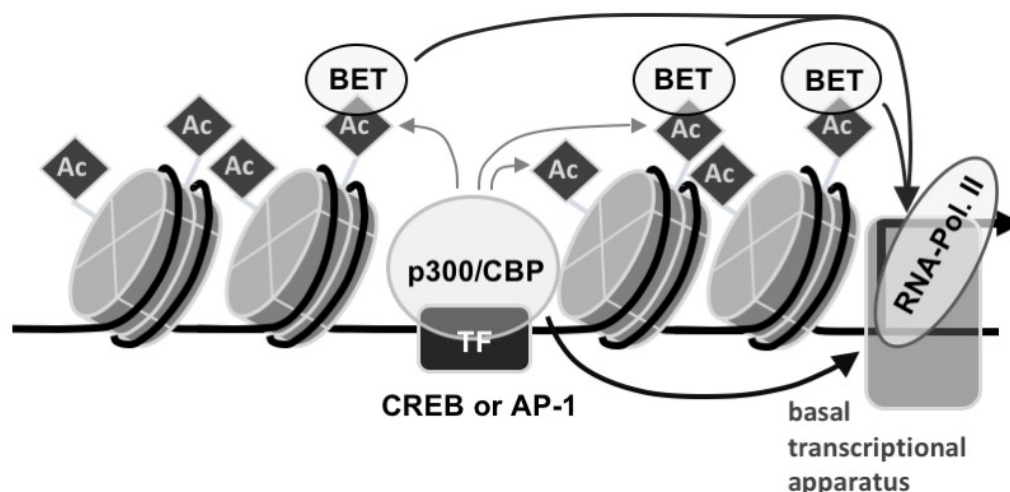 BET
BET
BET
Ac
Ac
Ac
Ac
Ac
Ac
Ac
Ac
p300/CBP
TF
CREB or AP-1
RNA-Pol. II
basal
transcriptional
apparatus